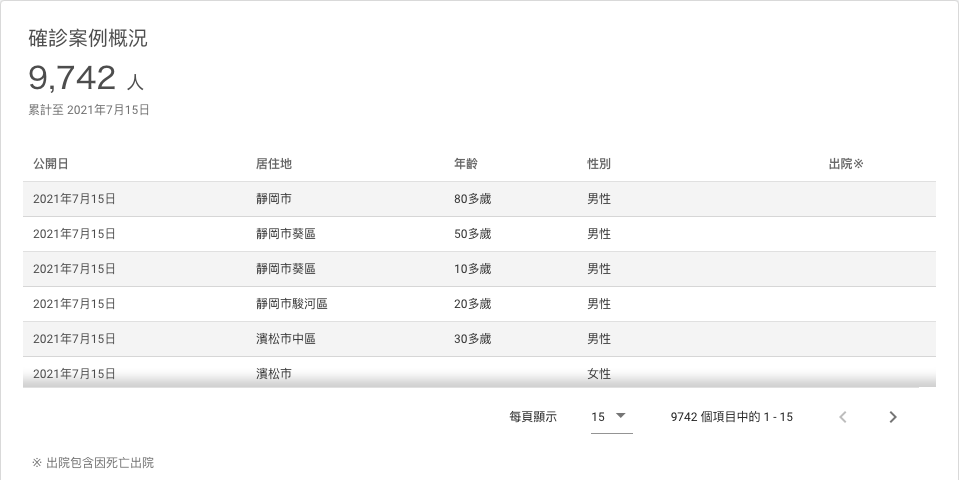 確診案例概況
9,742 人
累計至 2021年7月15日
公開日 居住地 年齡 性別 出院※
2021年7月15日 靜岡市 80多歲 男性
2021年7月15日 靜岡市葵區 50多歲 男性
2021年7月15日 靜岡市葵區 10多歲 男性
2021年7月15日 靜岡市駿河區 20多歲 男性
2021年7月15日 濱松市中區 30多歲 男性
2021年7月15日 濱松市 女性
每頁顯示 15 9742 個項目中的 1 - 15
※ 出院包含因死亡出院